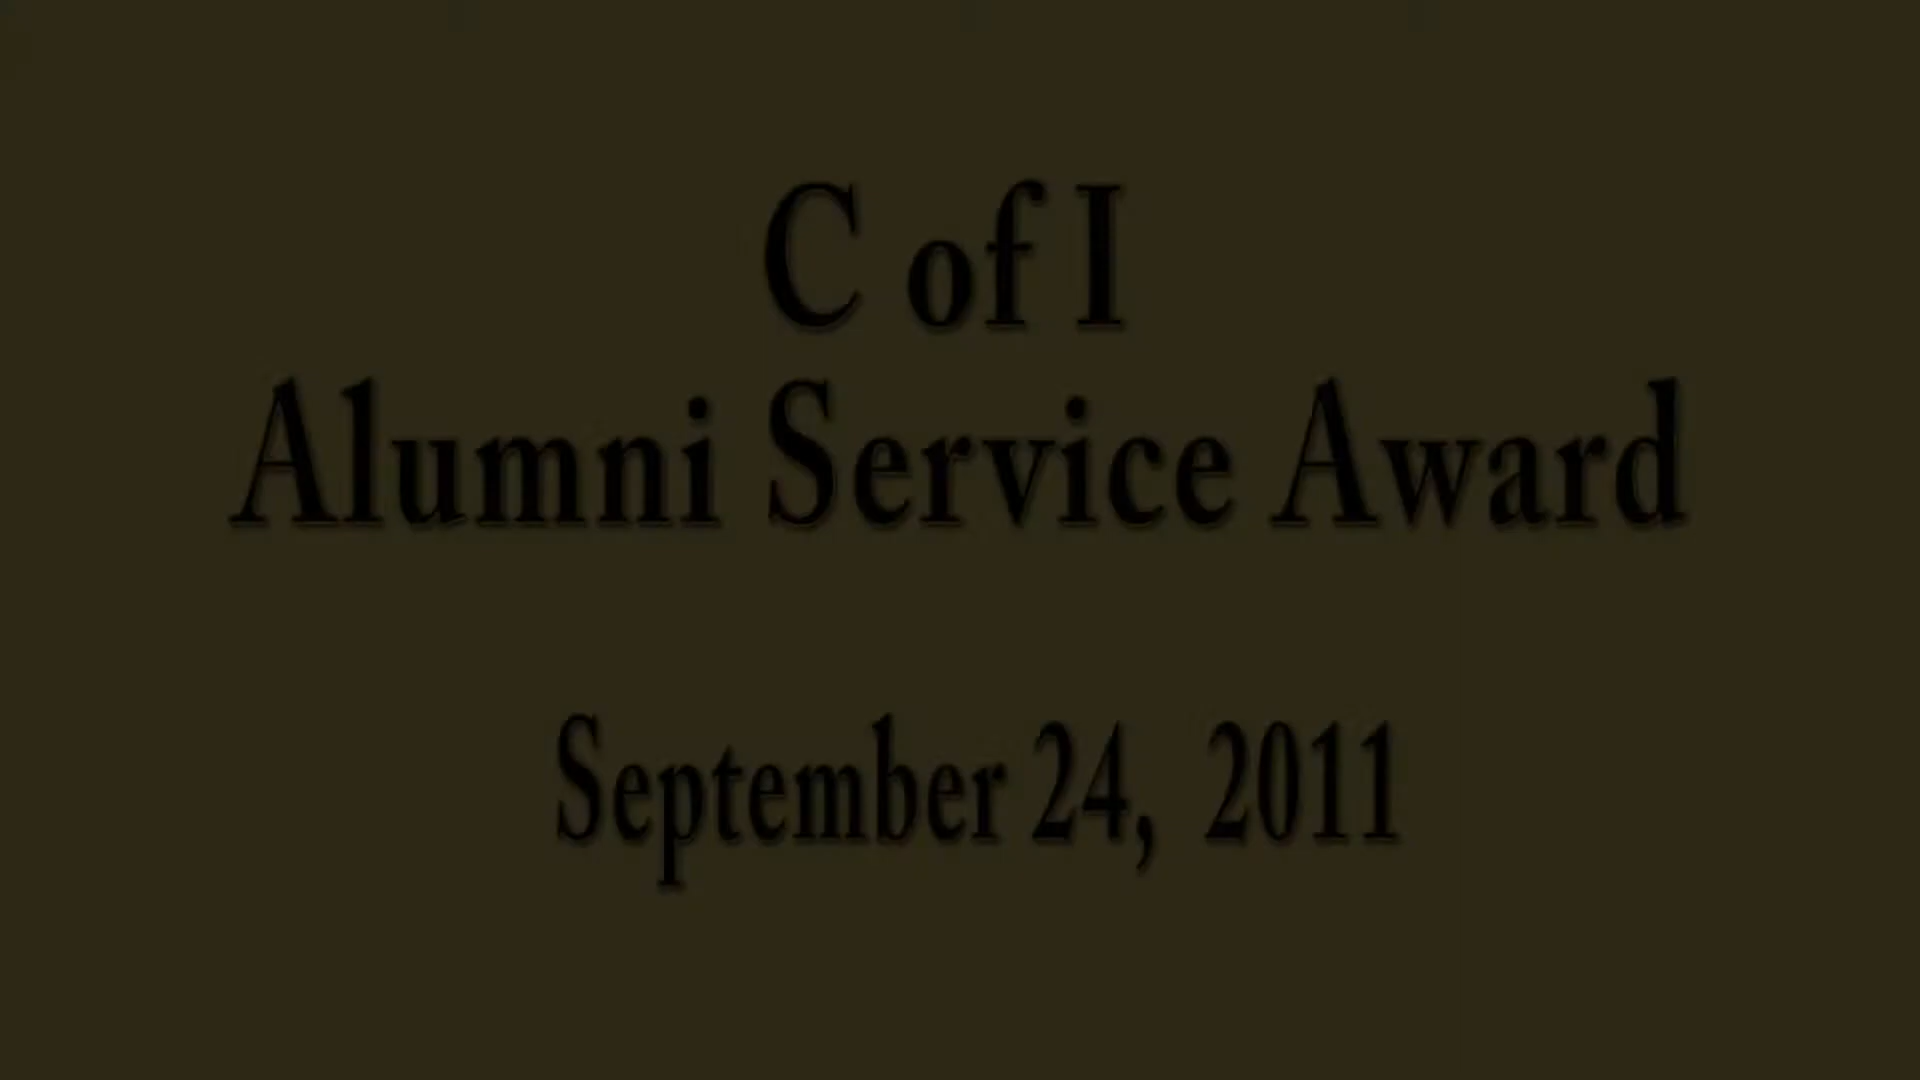 C of I
Alumni Service Award
September 24, 2011